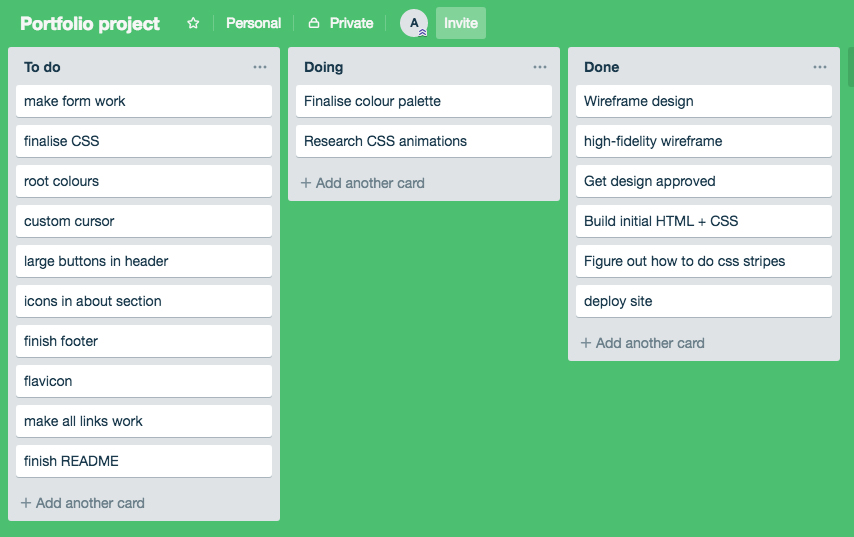 Portfolio project Personal Private A Invite
To do
make form work
finalise CSS
root colours
custom cursor
large buttons in header
icons in about section
finish footer
flavicon
make all links work
finish README
+ Add another card
Doing
Finalise colour palette
Research CSS animations
+ Add another card
Done
Wireframe design
high-fidelity wireframe
Get design approved
Build initial HTML + CSS
Figure out how to do css stripes
deploy site
+ Add another card